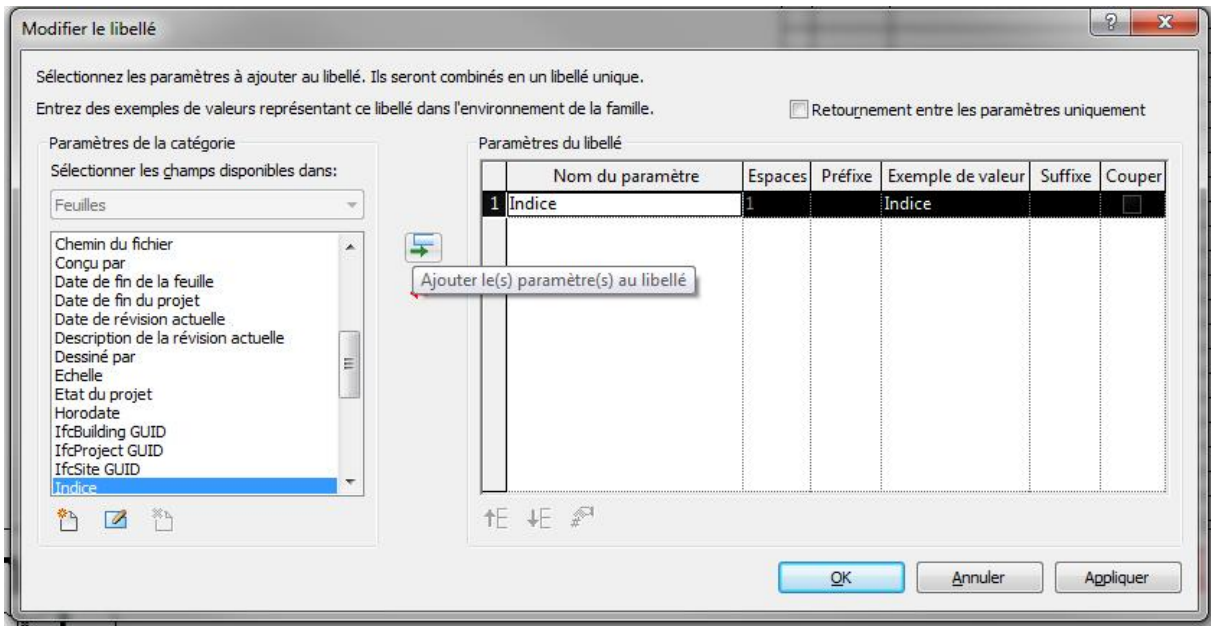 Modifier le libellé
Sélectionnez les paramètres à ajouter au libellé. Ils seront combinés en un libellé unique.
Entrez des exemples de valeurs représentant ce libellé dans l'environnement de la famille.
Retournement entre les paramètres uniquement
Paramètres de la catégorie
Sélectionner les champs disponibles dans:
Feuilles
Chemin du fichier
Conçu par
Date de fin de la feuille
Date de fin du projet
Date de révision actuelle
Description de la révision actuelle
Dessiné par
Echelle
Etat du projet
Horodate
IfcBuilding GUID
IfcProject GUID
IfcSite GUID
Indice
Ajouter le(s) paramètre(s) au libellé
Paramètres du libellé
Nom du paramètre Espaces Préfixe Exemple de valeur Suffixe Couper
1 Indice 1 Indice
OK Annuler Appliquer